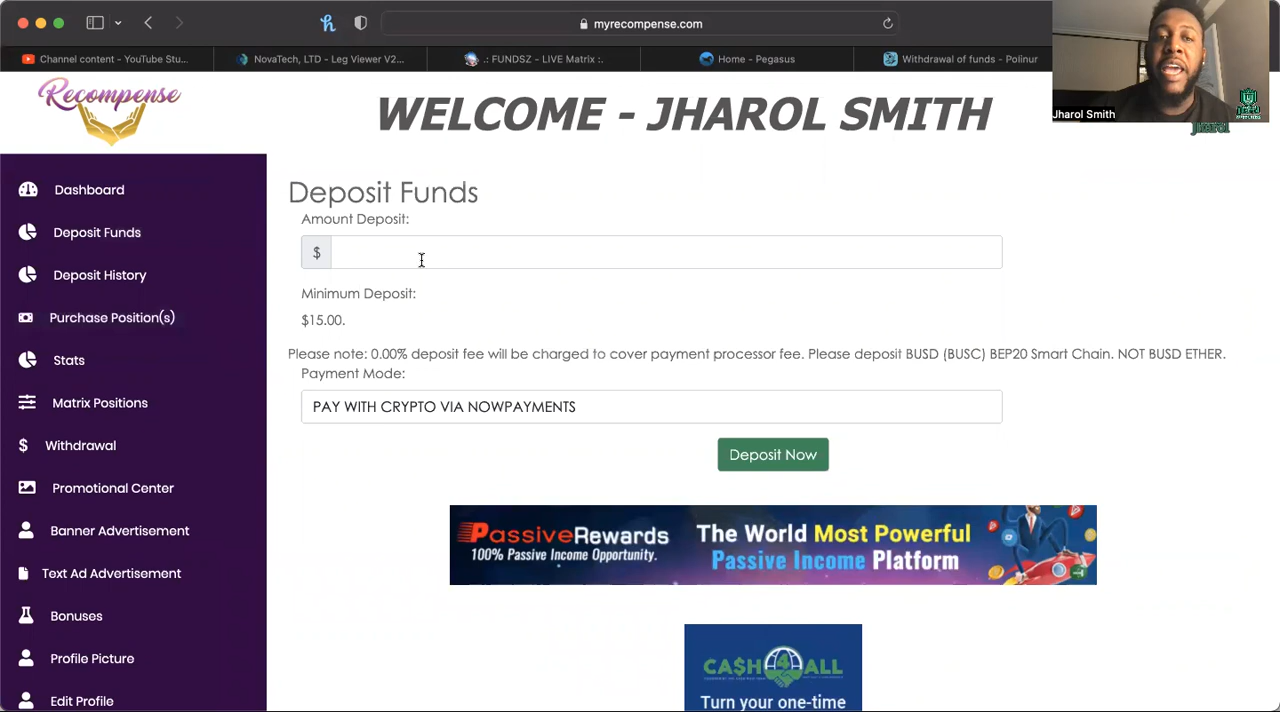 myrecompense.com
Channel content - YouTube Stu...
NovaTech, LTD - Leg Viewer V2...
.: FUNDSZ - LIVE Matrix :.
Home - Pegasus
Withdrawal of funds - Polinur
Jharol Smith
Jharol
Recompense
WELCOME - JHAROL SMITH
Dashboard
Deposit Funds
Deposit History
Purchase Position(s)
Stats
Matrix Positions
Withdrawal
Promotional Center
Banner Advertisement
Text Ad Advertisement
Bonuses
Profile Picture
Edit Profile
Deposit Funds
Amount Deposit:
$
Minimum Deposit:
$15.00.
Please note: 0.00% deposit fee will be charged to cover payment processor fee. Please deposit BUSD (BUSC) BEP20 Smart Chain. NOT BUSD ETHER.
Payment Mode:
PAY WITH CRYPTO VIA NOWPAYMENTS
Deposit Now
PassiveRewards
100% Passive Income Opportunity.
The World Most Powerful
Passive Income Platform
CA$H4ALL
Turn your one-time